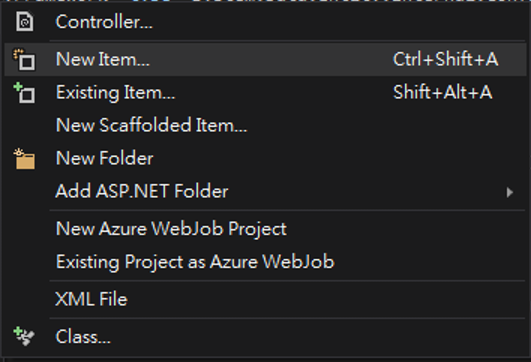 Controller...
New Item... Ctrl+Shift+A
Existing Item... Shift+Alt+A
New Scaffolded Item...
New Folder
Add ASP.NET Folder
New Azure WebJob Project
Existing Project as Azure WebJob
XML File
Class...